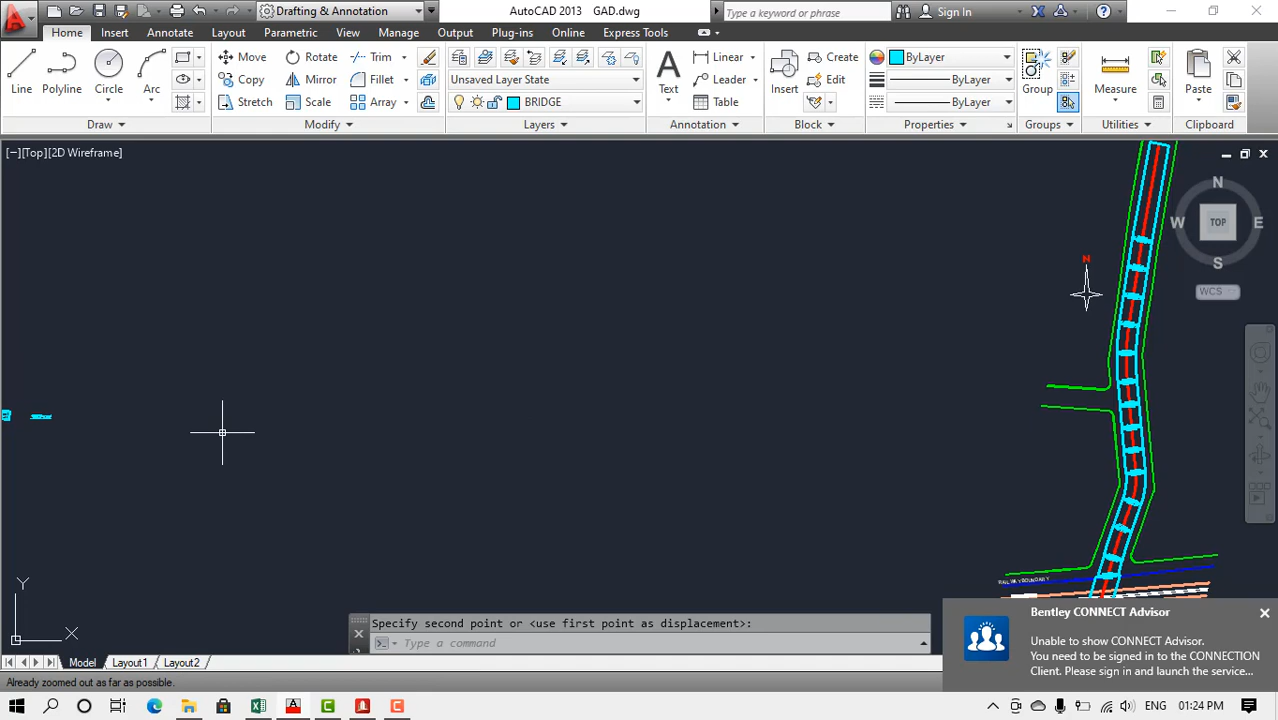 Drafting & Annotation
AutoCAD 2013 GAD.dwg
Type a keyword or phrase
Sign In
Home Insert Annotate Layout Parametric View Manage Output Plug-ins Online Express Tools
Line Polyline Circle Arc
Move Rotate Trim
Copy Mirror Fillet
Stretch Scale Array
Unsaved Layer State
BRIDGE
Text
Linear
Leader
Table
Insert
Create
Edit
ByLayer
ByLayer
ByLayer
Group
Measure
Paste
Draw Modify Layers Annotation Block Properties Groups Utilities Clipboard
[−][Top][2D Wireframe]
N
W TOP E
S
WCS
N
Y
X
Specify second point or <use first point as displacement>:
Type a command
Model Layout1 Layout2
Already zoomed out as far as possible.
Bentley CONNECT Advisor
Unable to show CONNECT Advisor.
You need to be signed in to the CONNECTION
Client. Please sign in and launch the service...
ENG 01:24 PM